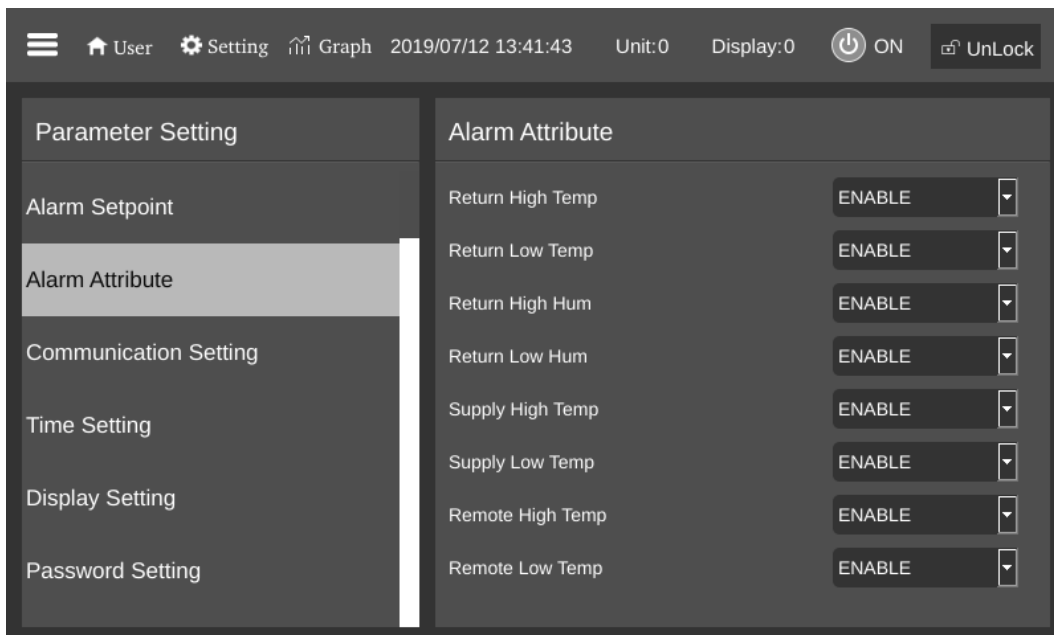 User Setting Graph 2019/07/12 13:41:43 Unit:0 Display:0 ON UnLock
Parameter Setting
Alarm Setpoint
Alarm Attribute
Communication Setting
Time Setting
Display Setting
Password Setting
Alarm Attribute
Return High Temp ENABLE
Return Low Temp ENABLE
Return High Hum ENABLE
Return Low Hum ENABLE
Supply High Temp ENABLE
Supply Low Temp ENABLE
Remote High Temp ENABLE
Remote Low Temp ENABLE